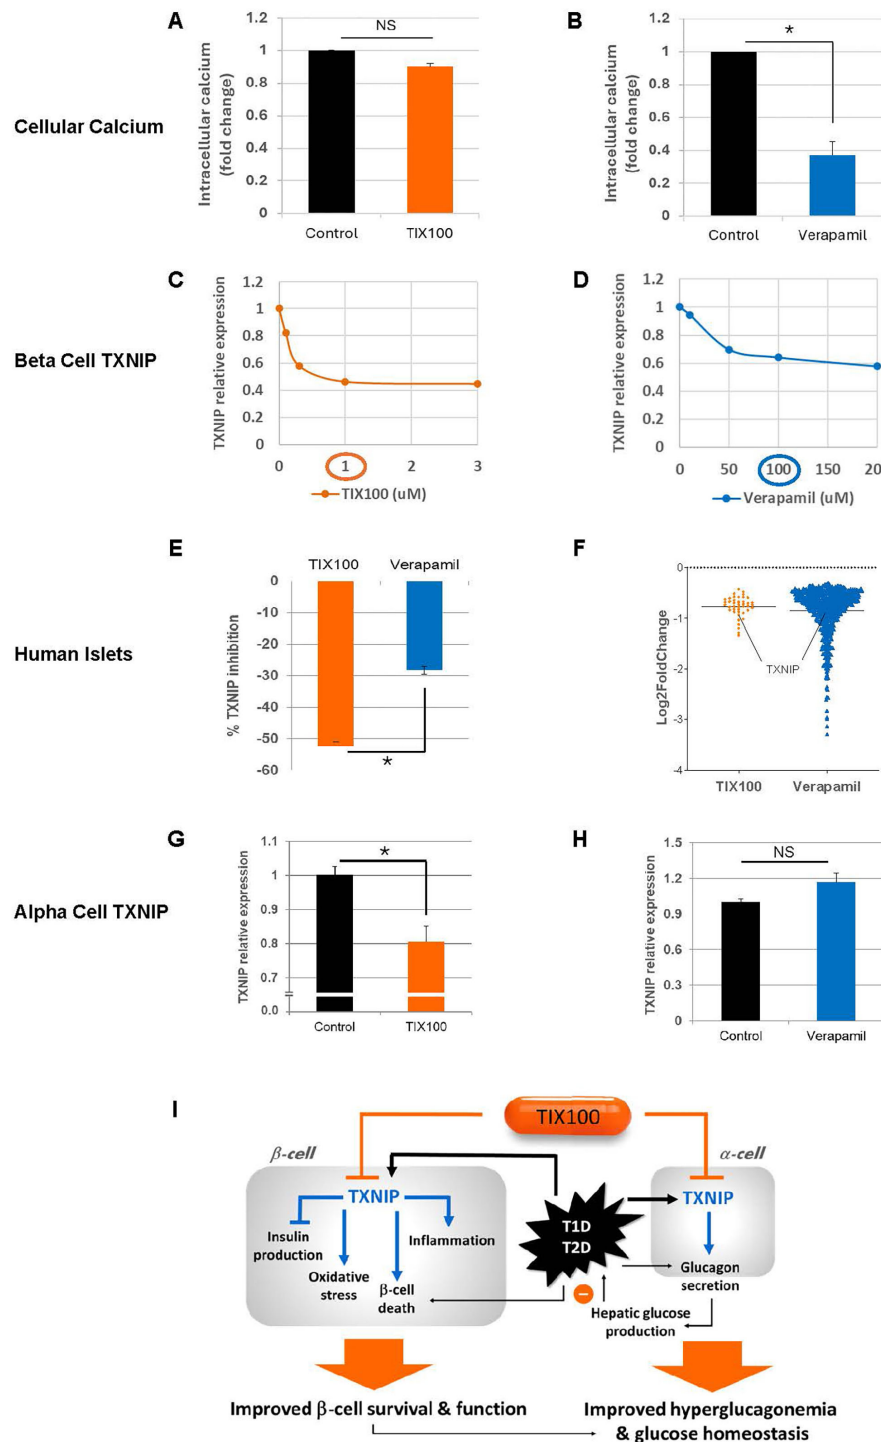 A
NS
Intracellular calcium
(fold change)
1.2
1
0.8
0.6
0.4
0.2
0
Control
TIX100
B
*
Intracellular calcium
(fold change)
1.2
1
0.8
0.6
0.4
0.2
0
Control
Verapamil
Cellular Calcium
C
TXNIP relative expression
1.2
1
0.8
0.6
0.4
0.2
0
0 1 2 3
TIX100 (uM)
D
TXNIP relative expression
1.2
1
0.8
0.6
0.4
0.2
0
0 50 100 150 20
Verapamil (uM)
Beta Cell TXNIP
E
TIX100 Verapamil
% TXNIP inhibition
0
-10
-20
-30
-40
-50
-60
*
F
Log2FoldChange
0
-1
-2
-3
-4
TXNIP
TIX100 Verapamil
Human Islets
G
TXNIP relative expression
1.1
1
0.9
0.8
0.7
0.0
*
Control TIX100
H
TXNIP relative expression
1.5
1.2
0.9
0.6
0.3
0
NS
Control Verapamil
Alpha Cell TXNIP
I
TIX100
β-cell
α-cell
TXNIP
TXNIP
Insulin
production
Oxidative
stress
β-cell
death
Inflammation
T1D
T2D
Glucagon
secretion
Hepatic glucose
production
Improved β-cell survival & function
Improved hyperglucagonemia
& glucose homeostasis